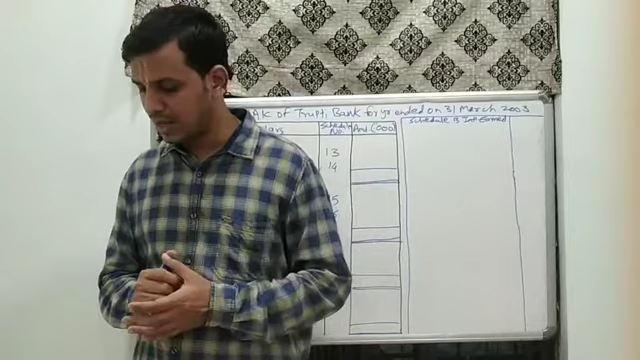 A/c of Trupti Bank for yr ended on 31 March 2003
Schedule No.
Amt ('000)
Schedule 13 Int. Earned
13
14